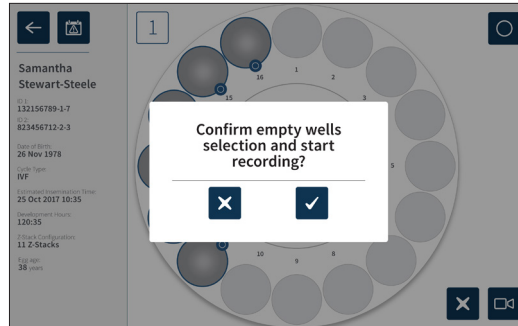 Samantha
Stewart-Steele
ID 1:
132156789-1-7
ID 2:
823456712-2-3
Date of Birth:
26 Nov 1978
Cycle Type:
IVF
Estimated Insemination Time:
25 Oct 2017 10:35
Development Hours:
120:35
Z-Stack Configuration:
11 Z-Stacks
Egg age:
38 years
1
16
1
2
15
3
Confirm empty wells
selection and start
recording?
5
10
9
8